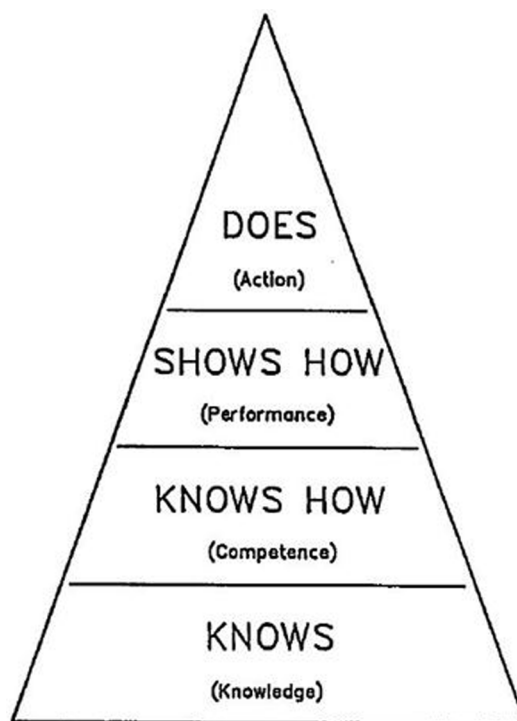 DOES
(Action)
SHOWS HOW
(Performance)
KNOWS HOW
(Competence)
KNOWS
(Knowledge)